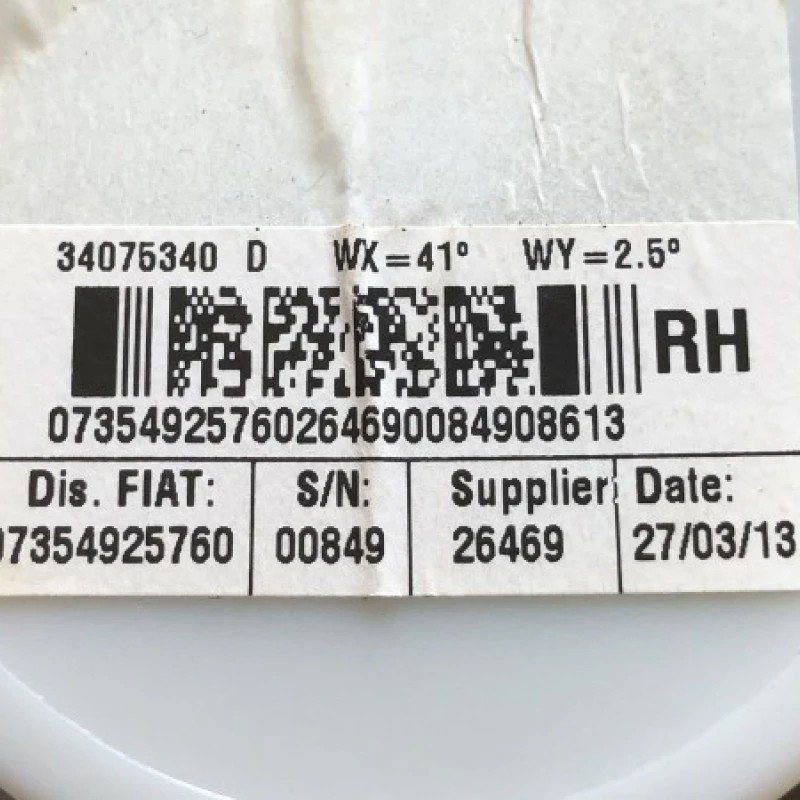 34075340 D WX=41° WY=2.5°
RH
07354925760264690084908613
Dis. FIAT: S/N: Supplier: Date:
07354925760 00849 26469 27/03/13